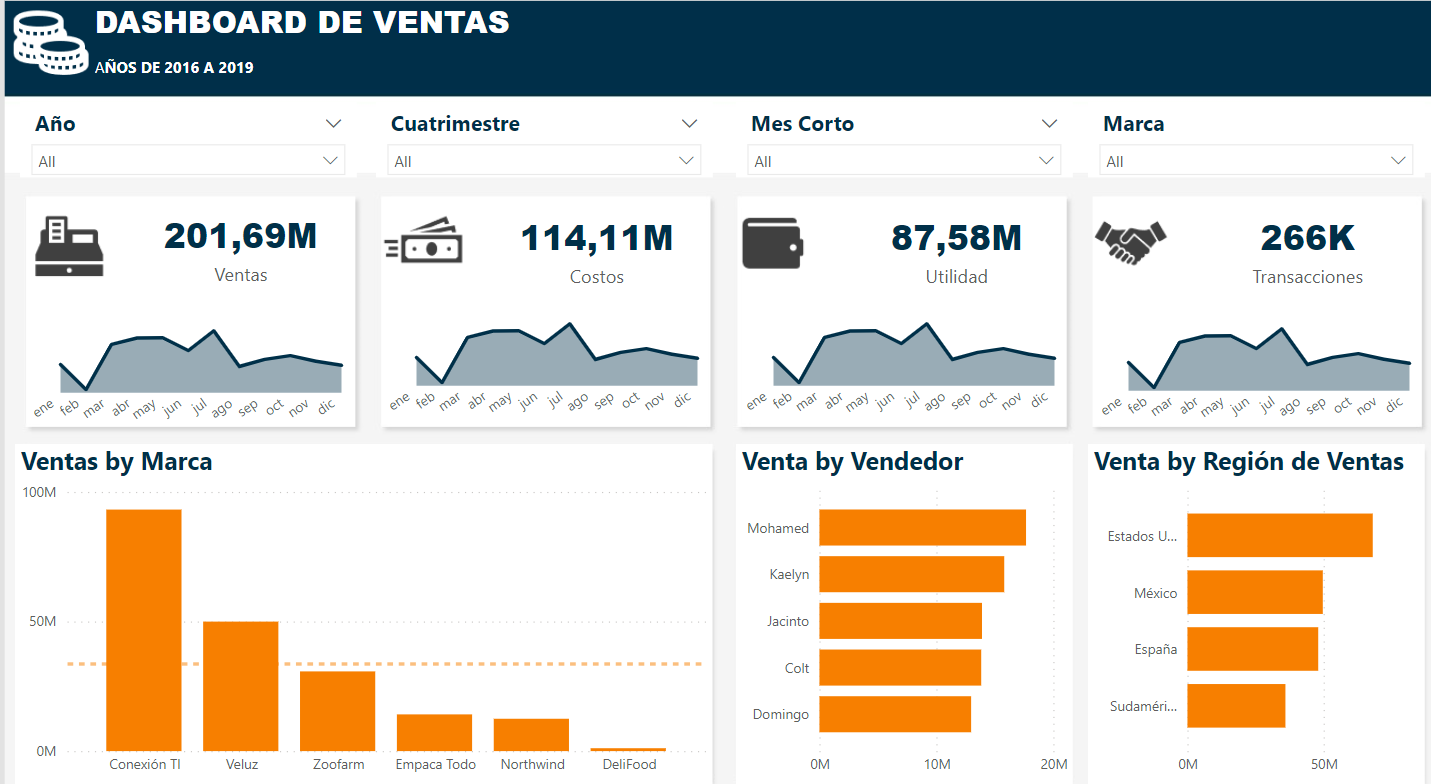 DASHBOARD DE VENTAS
AÑOS DE 2016 A 2019
Año
All
Cuatrimestre
All
Mes Corto
All
Marca
All
201,69M
Ventas
ene feb mar abr may jun jul ago sep oct nov dic
114,11M
Costos
ene feb mar abr may jun jul ago sep oct nov dic
87,58M
Utilidad
ene feb mar abr may jun jul ago sep oct nov dic
266K
Transacciones
ene feb mar abr may jun jul ago sep oct nov dic
Ventas by Marca
100M
50M
0M
Conexión TI Veluz Zoofarm Empaca Todo Northwind DeliFood
Venta by Vendedor
Mohamed
Kaelyn
Jacinto
Colt
Domingo
0M 10M 20M
Venta by Región de Ventas
Estados U...
México
España
Sudaméri...
0M 50M